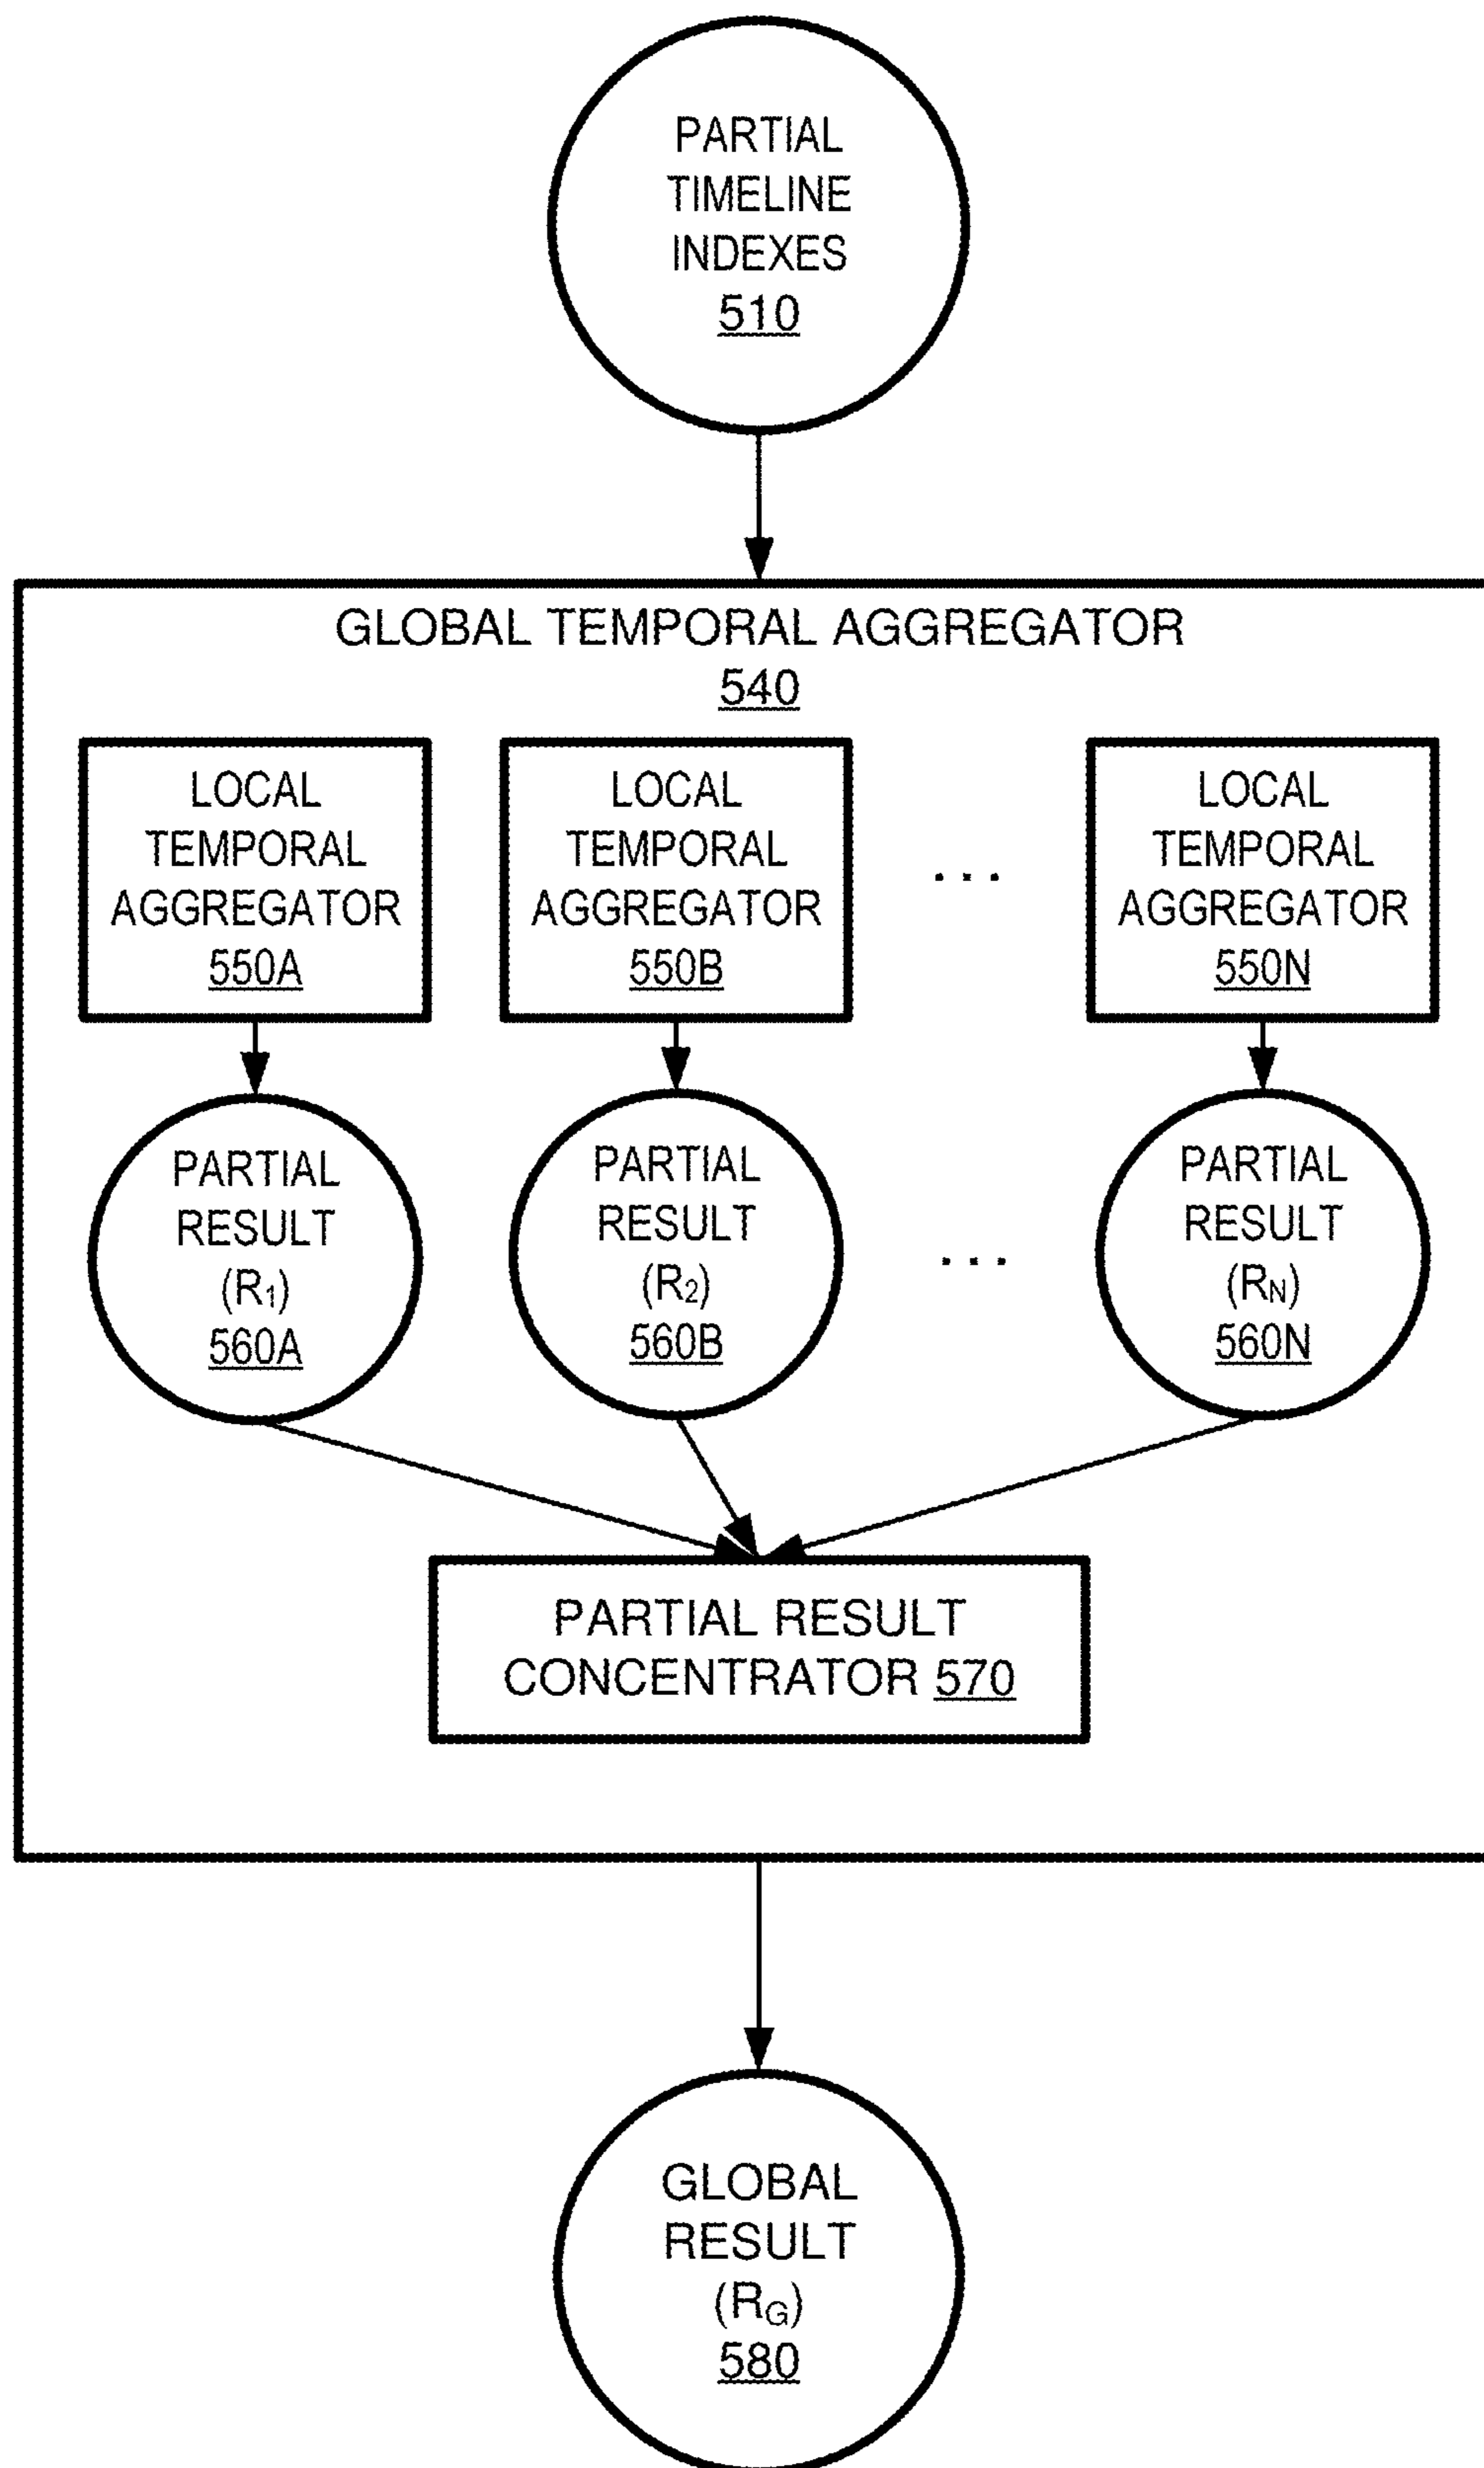 PARTIAL
TIMELINE
INDEXES
510
GLOBAL TEMPORAL AGGREGATOR
540
LOCAL
TEMPORAL
AGGREGATOR
550A
LOCAL
TEMPORAL
AGGREGATOR
550B
...
LOCAL
TEMPORAL
AGGREGATOR
550N
PARTIAL
RESULT
(R₁)
560A
PARTIAL
RESULT
(R₂)
560B
...
PARTIAL
RESULT
(R_N)
560N
PARTIAL RESULT
CONCENTRATOR 570
GLOBAL
RESULT
(R_G)
580